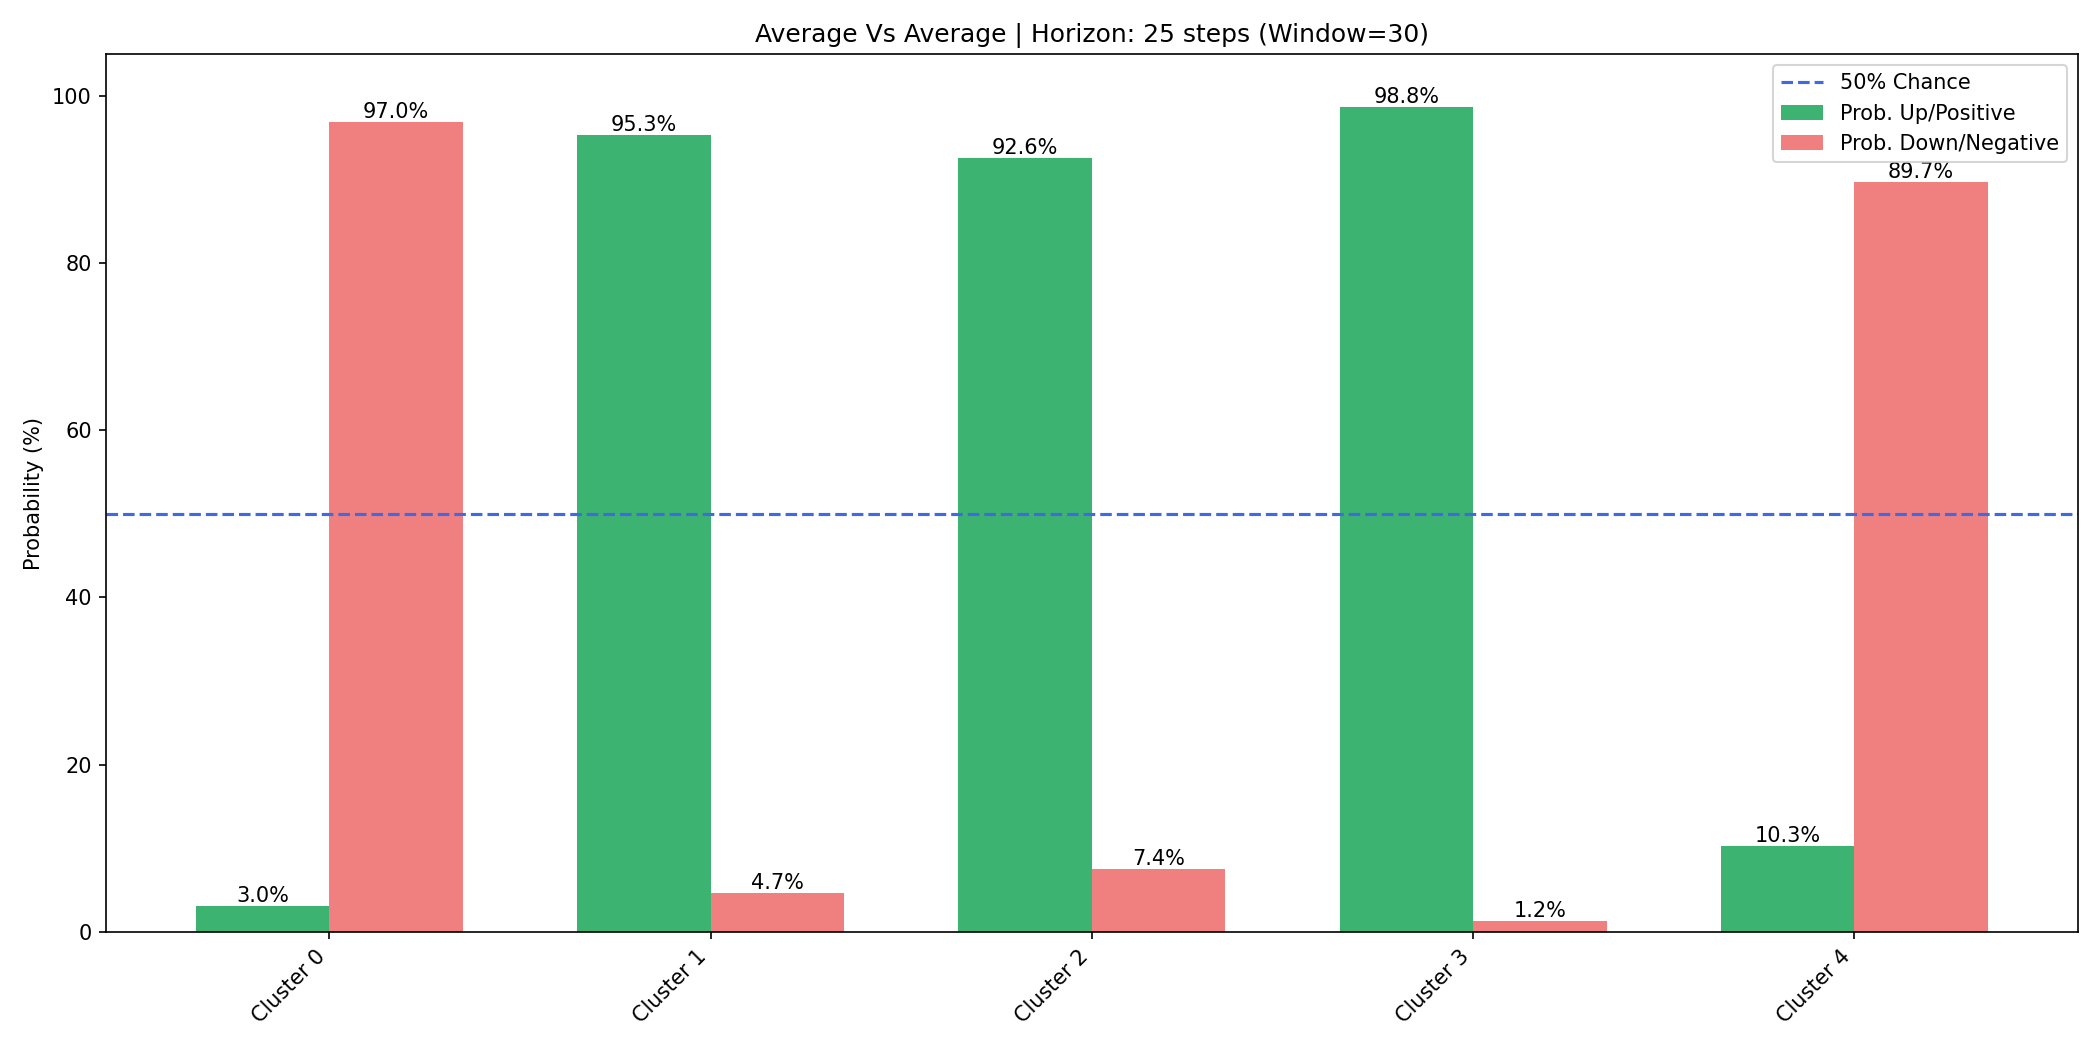 Average Vs Average | Horizon: 25 steps (Window=30)
50% Chance
Prob. Up/Positive
Prob. Down/Negative
Probability (%)
100
80
60
40
20
0
3.0%
97.0%
95.3%
4.7%
92.6%
7.4%
98.8%
1.2%
10.3%
89.7%
Cluster 0
Cluster 1
Cluster 2
Cluster 3
Cluster 4